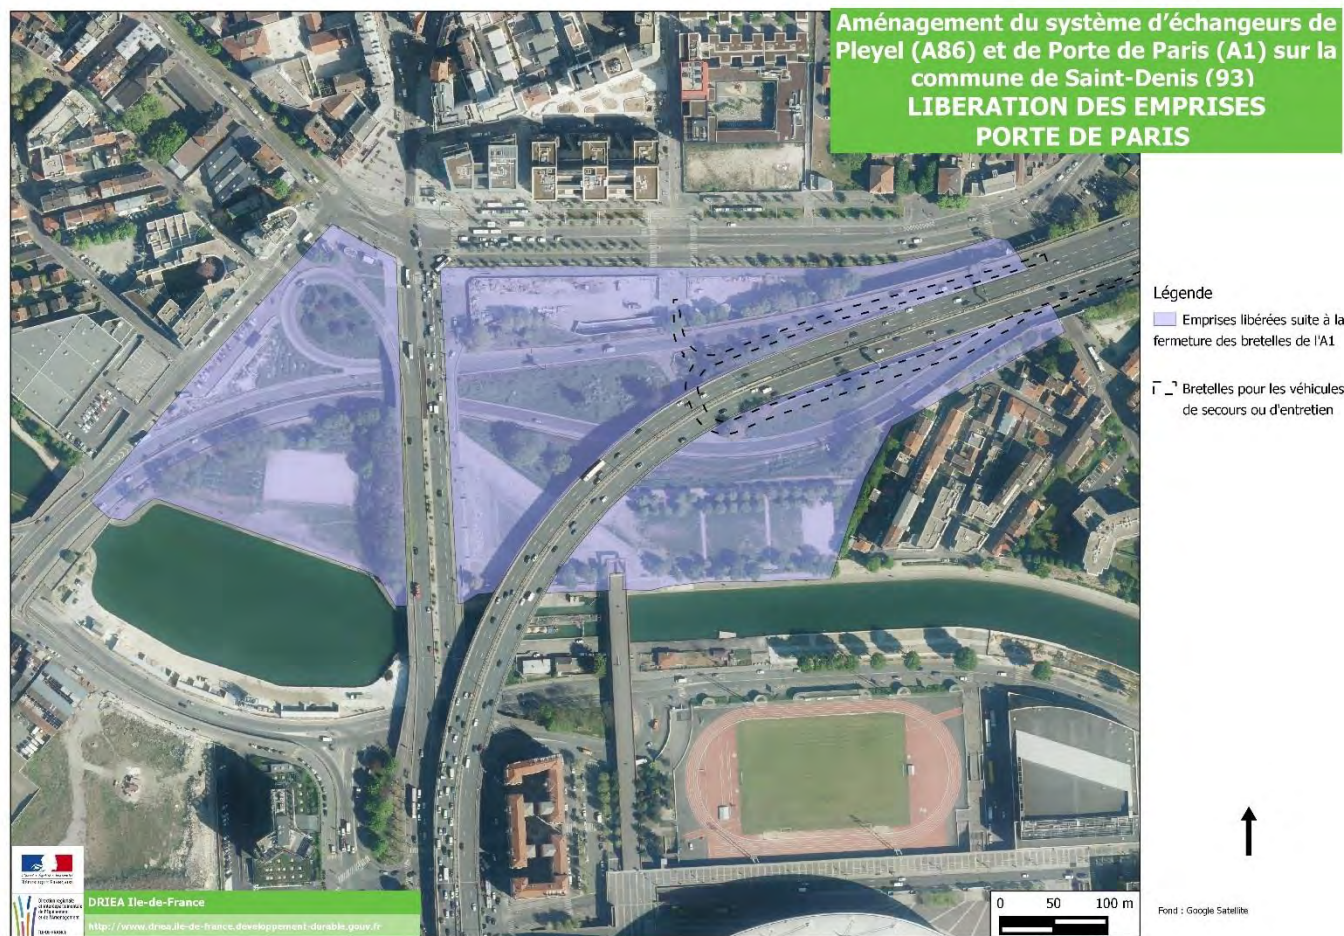 Aménagement du système d'échangeurs de
Pleyel (A86) et de Porte de Paris (A1) sur la
commune de Saint-Denis (93)
LIBERATION DES EMPRISES
PORTE DE PARIS
Légende
Emprises libérées suite à la
fermeture des bretelles de l'A1
Bretelles pour les véhicules
de secours ou d'entretien
Fond : Google Satellite
0 50 100 m
DRIEA Ile-de-France
http://www.driea.ile-de-france.developpement-durable.gouv.fr